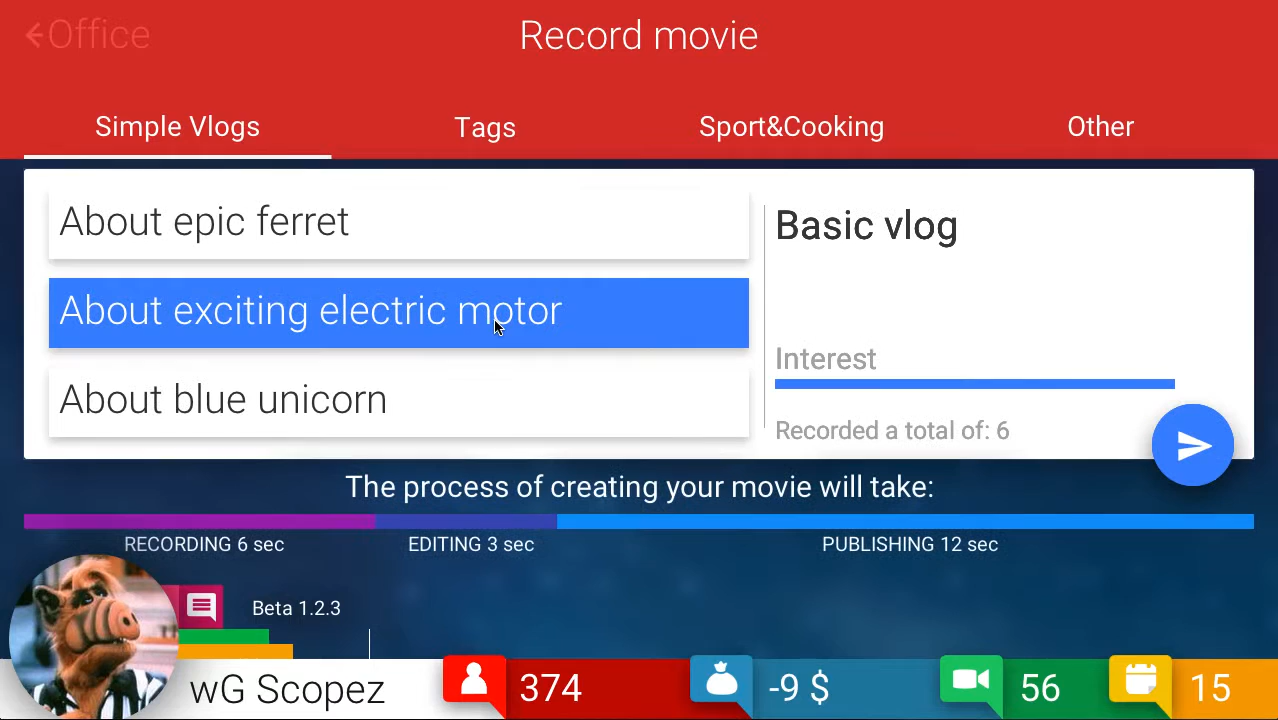 Office
Record movie
Simple Vlogs
Tags
Sport&Cooking
Other
About epic ferret
About exciting electric motor
About blue unicorn
Basic vlog
Interest
Recorded a total of: 6
The process of creating your movie will take:
RECORDING 6 sec
EDITING 3 sec
PUBLISHING 12 sec
Beta 1.2.3
wG Scopez
374
-9 $
56
15